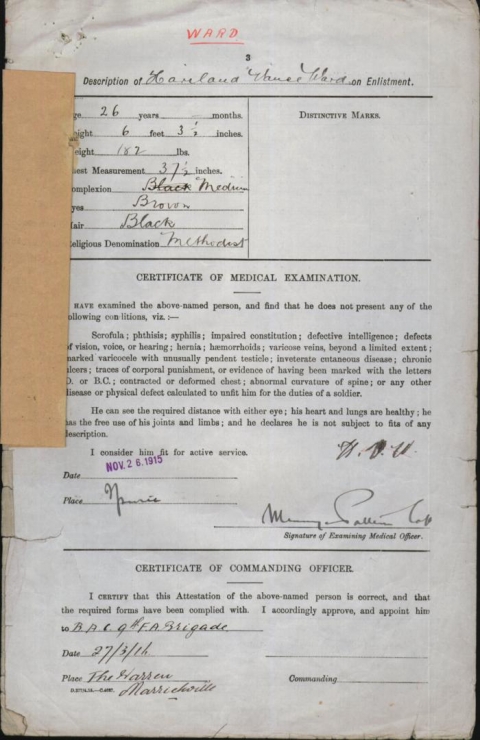 WARD
3
Description of Hariland Vance Ward on Enlistment.
ge 26 years months.
eight 6 feet 3½ inches.
eight 182 lbs.
est Measurement 37½ inches.
omplexion Black Medium
yes Brown
air Black
eligious Denomination Methodist
DISTINCTIVE MARKS.
CERTIFICATE OF MEDICAL EXAMINATION.
I HAVE examined the above-named person, and find that he does not present any of the
ollowing conditions, viz.:—
Scrofula; phthisis; syphilis; impaired constitution; defective intelligence; defects
of vision, voice, or hearing; hernia; hæmorrhoids; varicose veins, beyond a limited extent;
marked varicocele with unusually pendent testicle; inveterate cutaneous disease; chronic
ulcers; traces of corporal punishment, or evidence of having been marked with the letters
D. or B.C.; contracted or deformed chest; abnormal curvature of spine; or any other
disease or physical defect calculated to unfit him for the duties of a soldier.
He can see the required distance with either eye; his heart and lungs are healthy; he
has the free use of his joints and limbs; and he declares he is not subject to fits of any
description.
I consider him fit for active service.
Date NOV. 26. 1915
Place
Signature of Examining Medical Officer.
CERTIFICATE OF COMMANDING OFFICER.
I CERTIFY that this Attestation of the above-named person is correct, and that
the required forms have been complied with. I accordingly approve, and appoint him
to B.A.C. 9th F.A. Brigade
Date 27/3/16
Place The Warren
Marrickville
Commanding